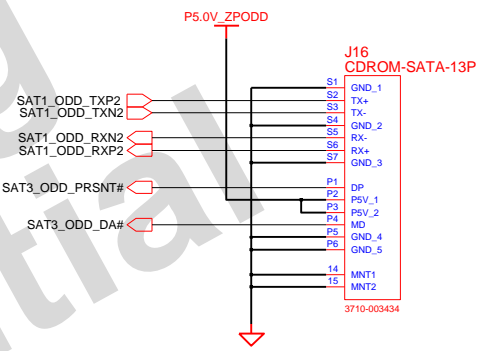 P5.0V_ZPODD
J16
CDROM-SATA-13P
S1 GND_1
SAT1_ODD_TXP2 S2 TX+
SAT1_ODD_TXN2 S3 TX-
S4 GND_2
SAT1_ODD_RXN2 S5 RX-
SAT1_ODD_RXP2 S6 RX+
S7 GND_3
SAT3_ODD_PRSNT# P1 DP
P2 P5V_1
P3 P5V_2
SAT3_ODD_DA# P4 MD
P5 GND_4
P6 GND_5
14 MNT1
15 MNT2
3710-003434